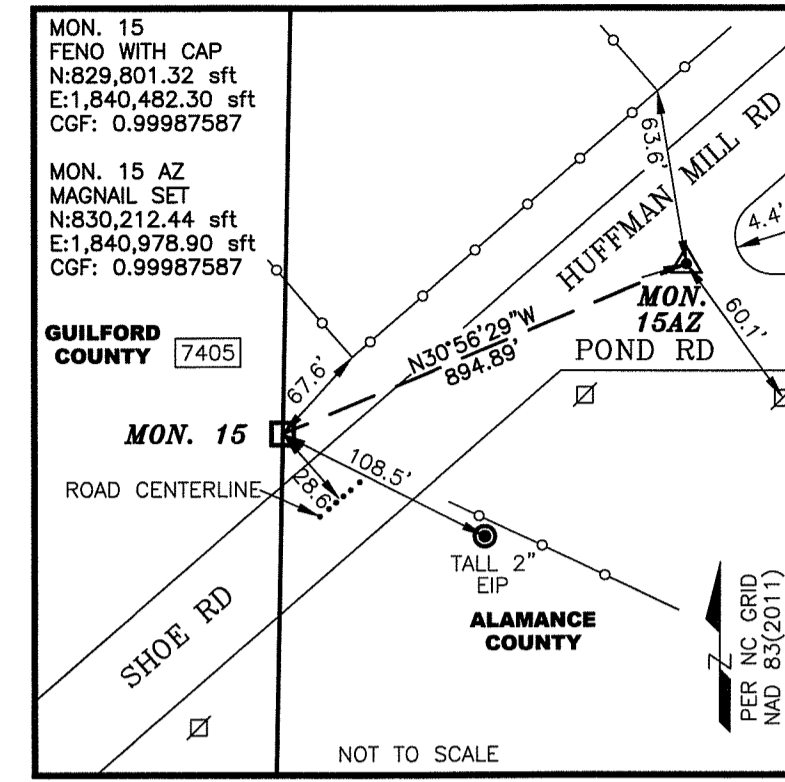 MON. 15
FENO WITH CAP
N:829,801.32 sft
E:1,840,482.30 sft
CGF: 0.99987587
MON. 15 AZ
MAGNAIL SET
N:830,212.44 sft
E:1,840,978.90 sft
CGF: 0.99987587
GUILFORD
COUNTY
7405
63.6'
HUFFMAN MILL RD
4.4'
MON.
15AZ
60.1'
N30°56'29"W
894.89'
POND RD
67.6'
MON. 15
108.5'
28.6'
ROAD CENTERLINE
TALL 2"
EIP
ALAMANCE
COUNTY
SHOE RD
NOT TO SCALE
Z
PER NC GRID
NAD 83(2011)